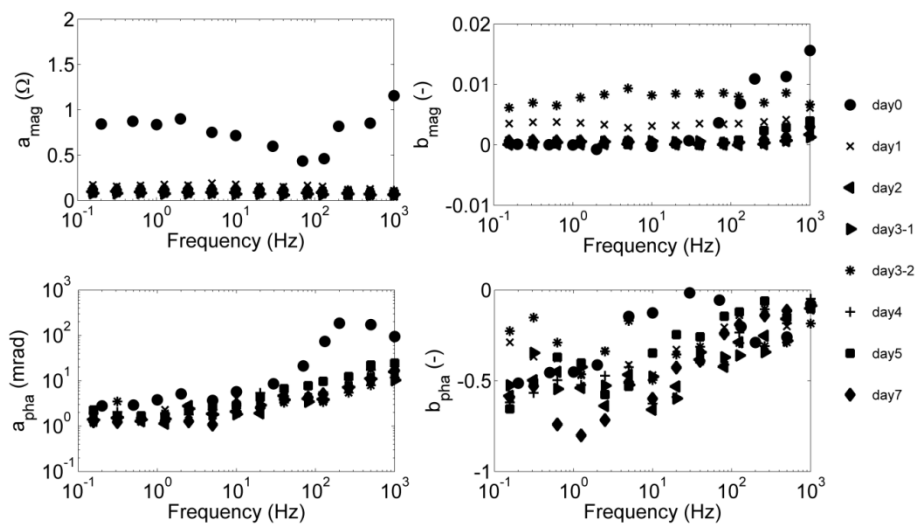 2
1.5
1
0.5
0
a_mag (Ω)
10^-1 10^0 10^1 10^2 10^3
Frequency (Hz)
0.02
0.01
0
-0.01
b_mag (-)
10^-1 10^0 10^1 10^2 10^3
Frequency (Hz)
10^3
10^2
10^1
10^0
10^-1
a_pha (mrad)
10^-1 10^0 10^1 10^2 10^3
Frequency (Hz)
0
-0.5
-1
b_pha (-)
10^-1 10^0 10^1 10^2 10^3
Frequency (Hz)
day0
day1
day2
day3-1
day3-2
day4
day5
day7